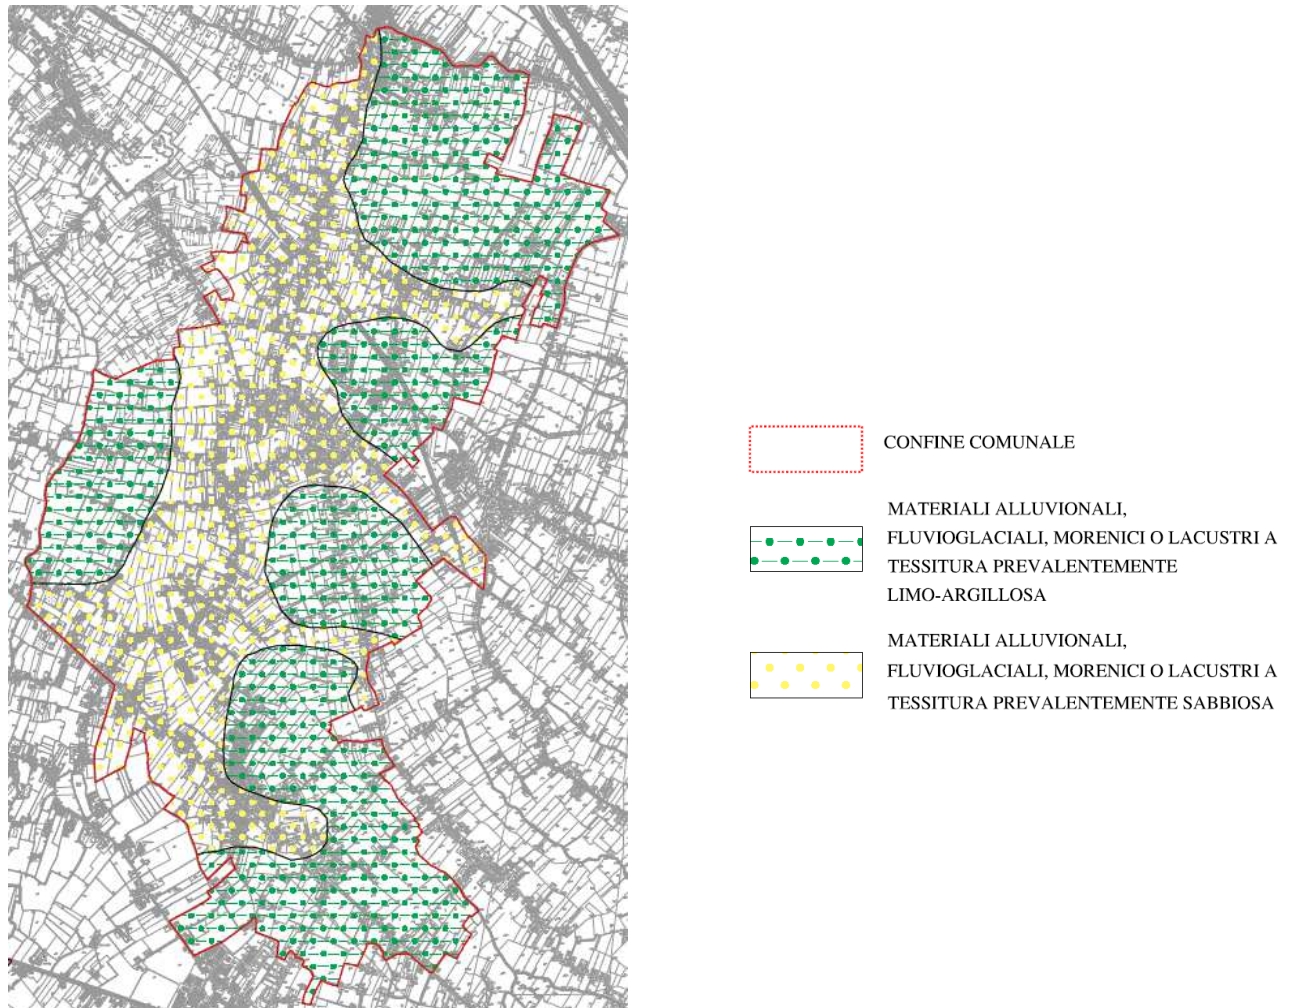 CONFINE COMUNALE
MATERIALI ALLUVIONALI,
FLUVIOGLACIALI, MORENICI O LACUSTRI A
TESSITURA PREVALENTEMENTE
LIMO-ARGILLOSA
MATERIALI ALLUVIONALI,
FLUVIOGLACIALI, MORENICI O LACUSTRI A
TESSITURA PREVALENTEMENTE SABBIOSA